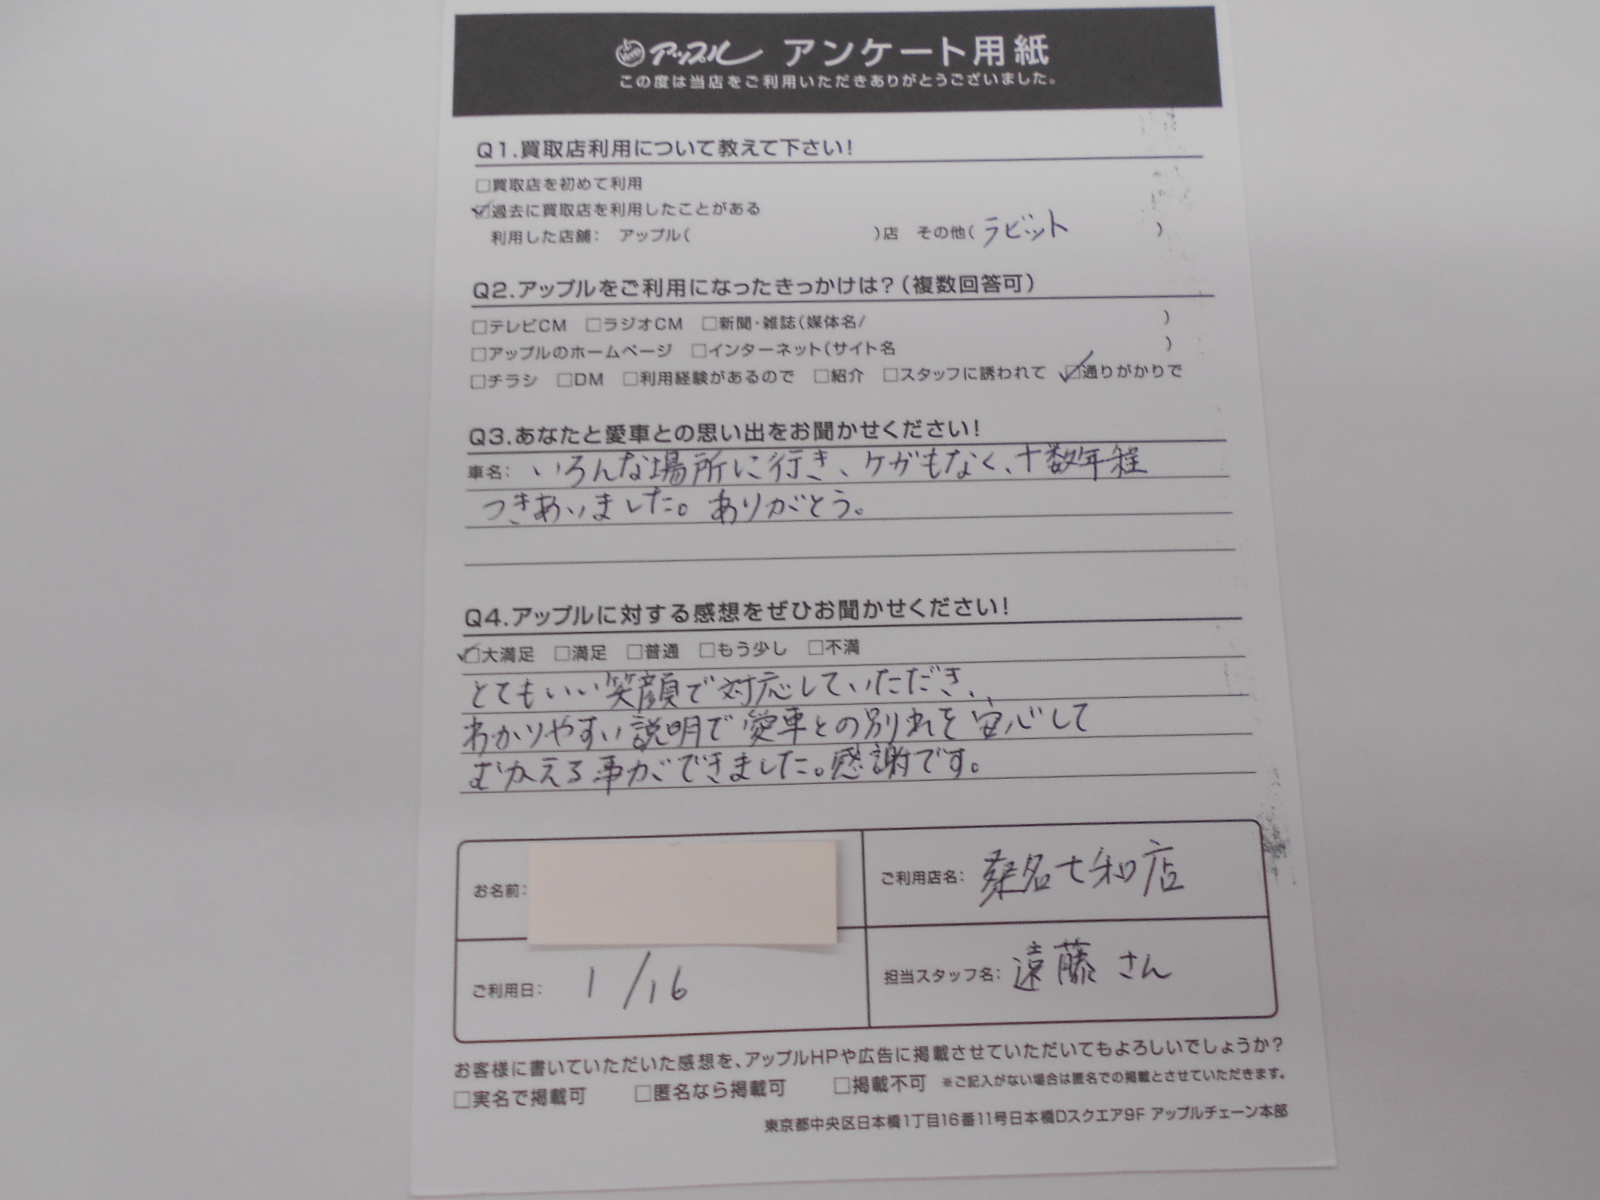 アップル アンケート用紙
この度は当店をご利用いただきありがとうございました。
Q1.買取店利用について教えて下さい!
□買取店を初めて利用
☑過去に買取店を利用したことがある
利用した店舗: アップル( )店 その他(ラビット )
Q2.アップルをご利用になったきっかけは?(複数回答可)
□テレビCM □ラジオCM □新聞・雑誌(媒体名/ )
□アップルのホームページ □インターネット(サイト名 )
□チラシ □DM □利用経験があるので □紹介 □スタッフに誘われて ☑通りがかりで
Q3.あなたと愛車との思い出をお聞かせください!
車名: いろんな場所に行き、ケガもなく、十数年程
つきあいました。ありがとう。
Q4.アップルに対する感想をぜひお聞かせください!
☑大満足 □満足 □普通 □もう少し □不満
とてもいい笑顔で対応していただき、
わかりやすい説明で愛車との別れを安心して
むかえる事ができました。感謝です。
お名前:
ご利用店名: 桑名七和店
ご利用日: 1/16
担当スタッフ名: 遠藤さん
お客様に書いていただいた感想を、アップルHPや広告に掲載させていただいてもよろしいでしょうか?
□実名で掲載可 □匿名なら掲載可 □掲載不可 ※ご記入がない場合は匿名での掲載とさせていただきます。
東京都中央区日本橋1丁目16番11号日本橋Dスクエア9F アップルチェーン本部